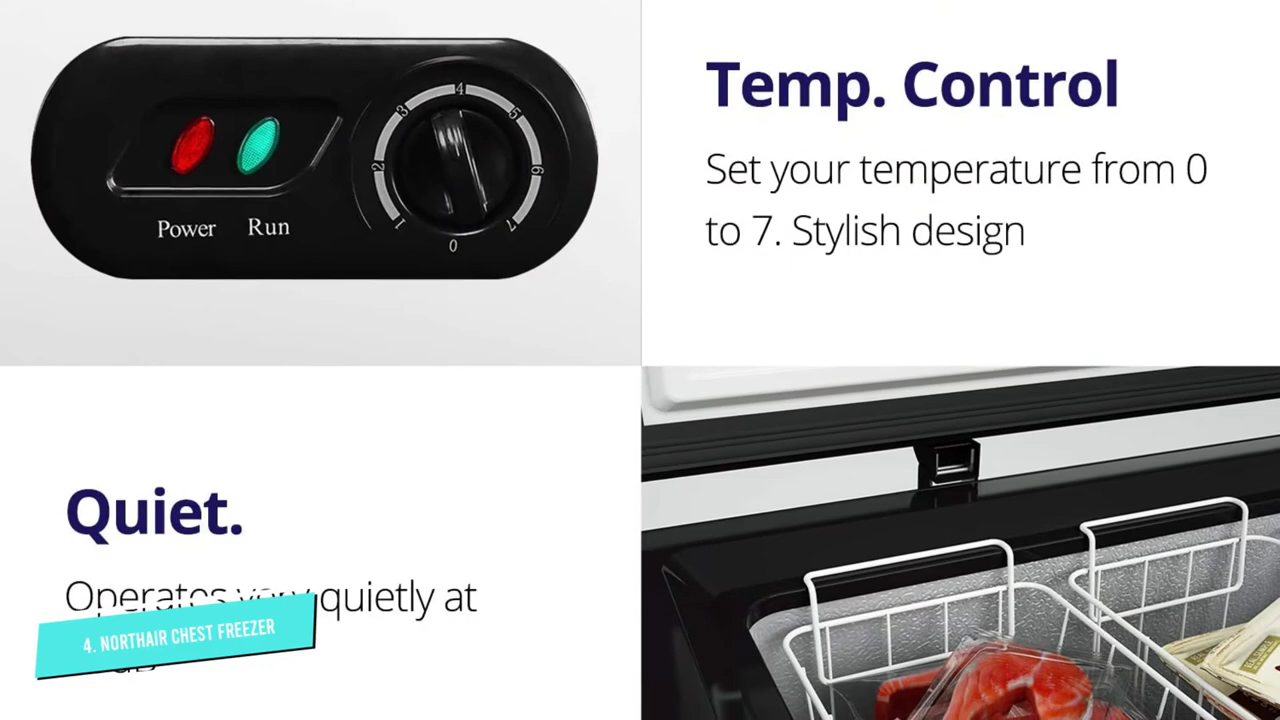 Power Run
0
1
2
3
4
5
6
7
Temp. Control
Set your temperature from 0
to 7. Stylish design
Quiet.
Operates very quietly at
4. NORTHAIR CHEST FREEZER